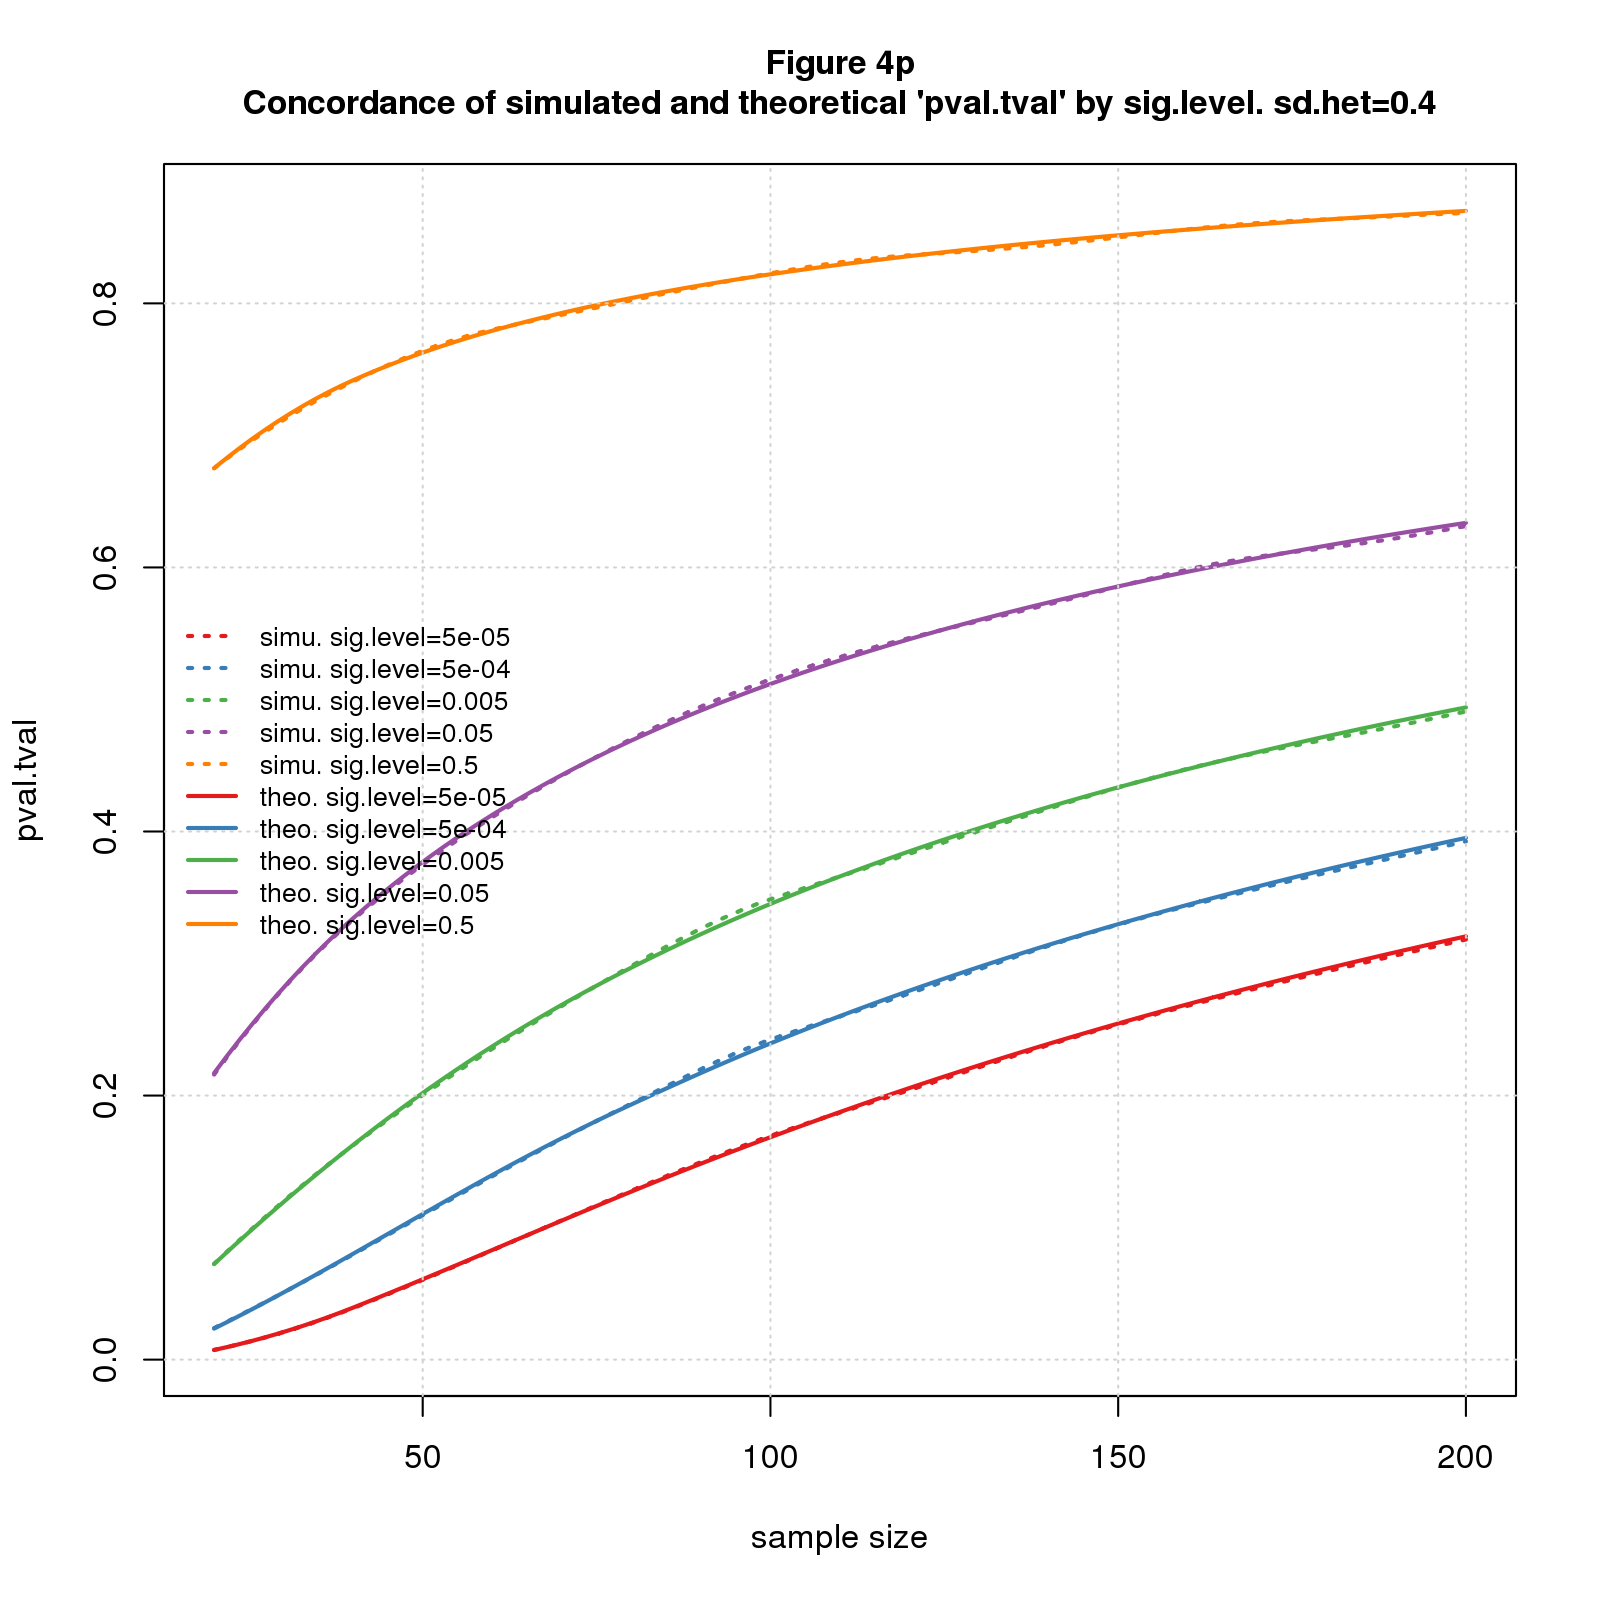 Figure 4p
Concordance of simulated and theoretical 'pval.tval' by sig.level. sd.het=0.4
pval.tval
0.8
0.6
0.4
0.2
0.0
simu. sig.level=5e-05
simu. sig.level=5e-04
simu. sig.level=0.005
simu. sig.level=0.05
simu. sig.level=0.5
theo. sig.level=5e-05
theo. sig.level=5e-04
theo. sig.level=0.005
theo. sig.level=0.05
theo. sig.level=0.5
50 100 150 200
sample size